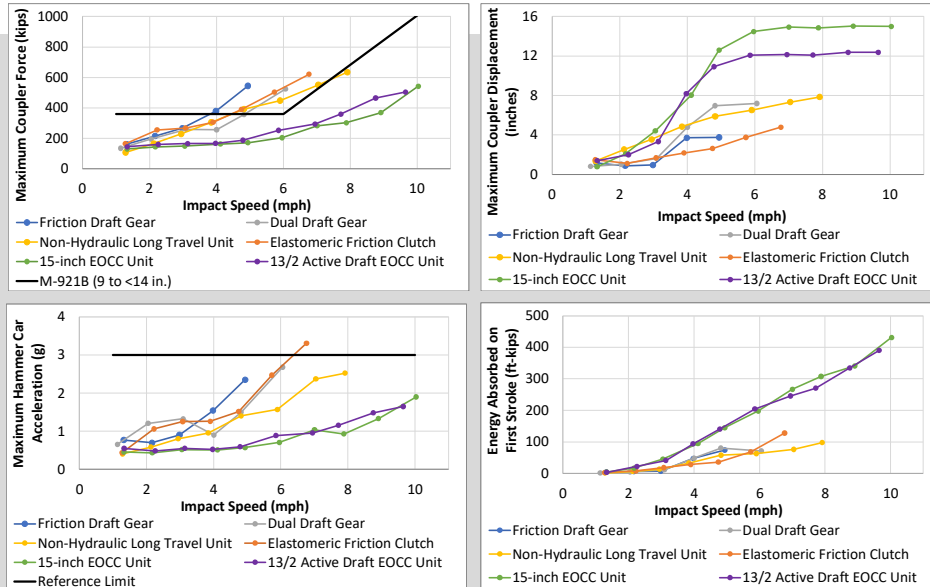 Maximum Coupler Force (kips)
1000
800
600
400
200
0
0 2 4 6 8 10
Impact Speed (mph)
Friction Draft Gear
Dual Draft Gear
Non-Hydraulic Long Travel Unit
Elastomeric Friction Clutch
15-inch EOCC Unit
13/2 Active Draft EOCC Unit
M-921B (9 to <14 in.)
Maximum Coupler Displacement
(inches)
16
12
8
4
0
0 2 4 6 8 10
Impact Speed (mph)
Friction Draft Gear
Dual Draft Gear
Non-Hydraulic Long Travel Unit
Elastomeric Friction Clutch
15-inch EOCC Unit
13/2 Active Draft EOCC Unit
Maximum Hammer Car
Acceleration (g)
4
3
2
1
0
0 2 4 6 8 10
Impact Speed (mph)
Friction Draft Gear
Dual Draft Gear
Non-Hydraulic Long Travel Unit
Elastomeric Friction Clutch
15-inch EOCC Unit
13/2 Active Draft EOCC Unit
Reference Limit
Energy Absorbed on
First Stroke (ft-kips)
500
400
300
200
100
0
0 2 4 6 8 10
Impact Speed (mph)
Friction Draft Gear
Dual Draft Gear
Non-Hydraulic Long Travel Unit
Elastomeric Friction Clutch
15-inch EOCC Unit
13/2 Active Draft EOCC Unit